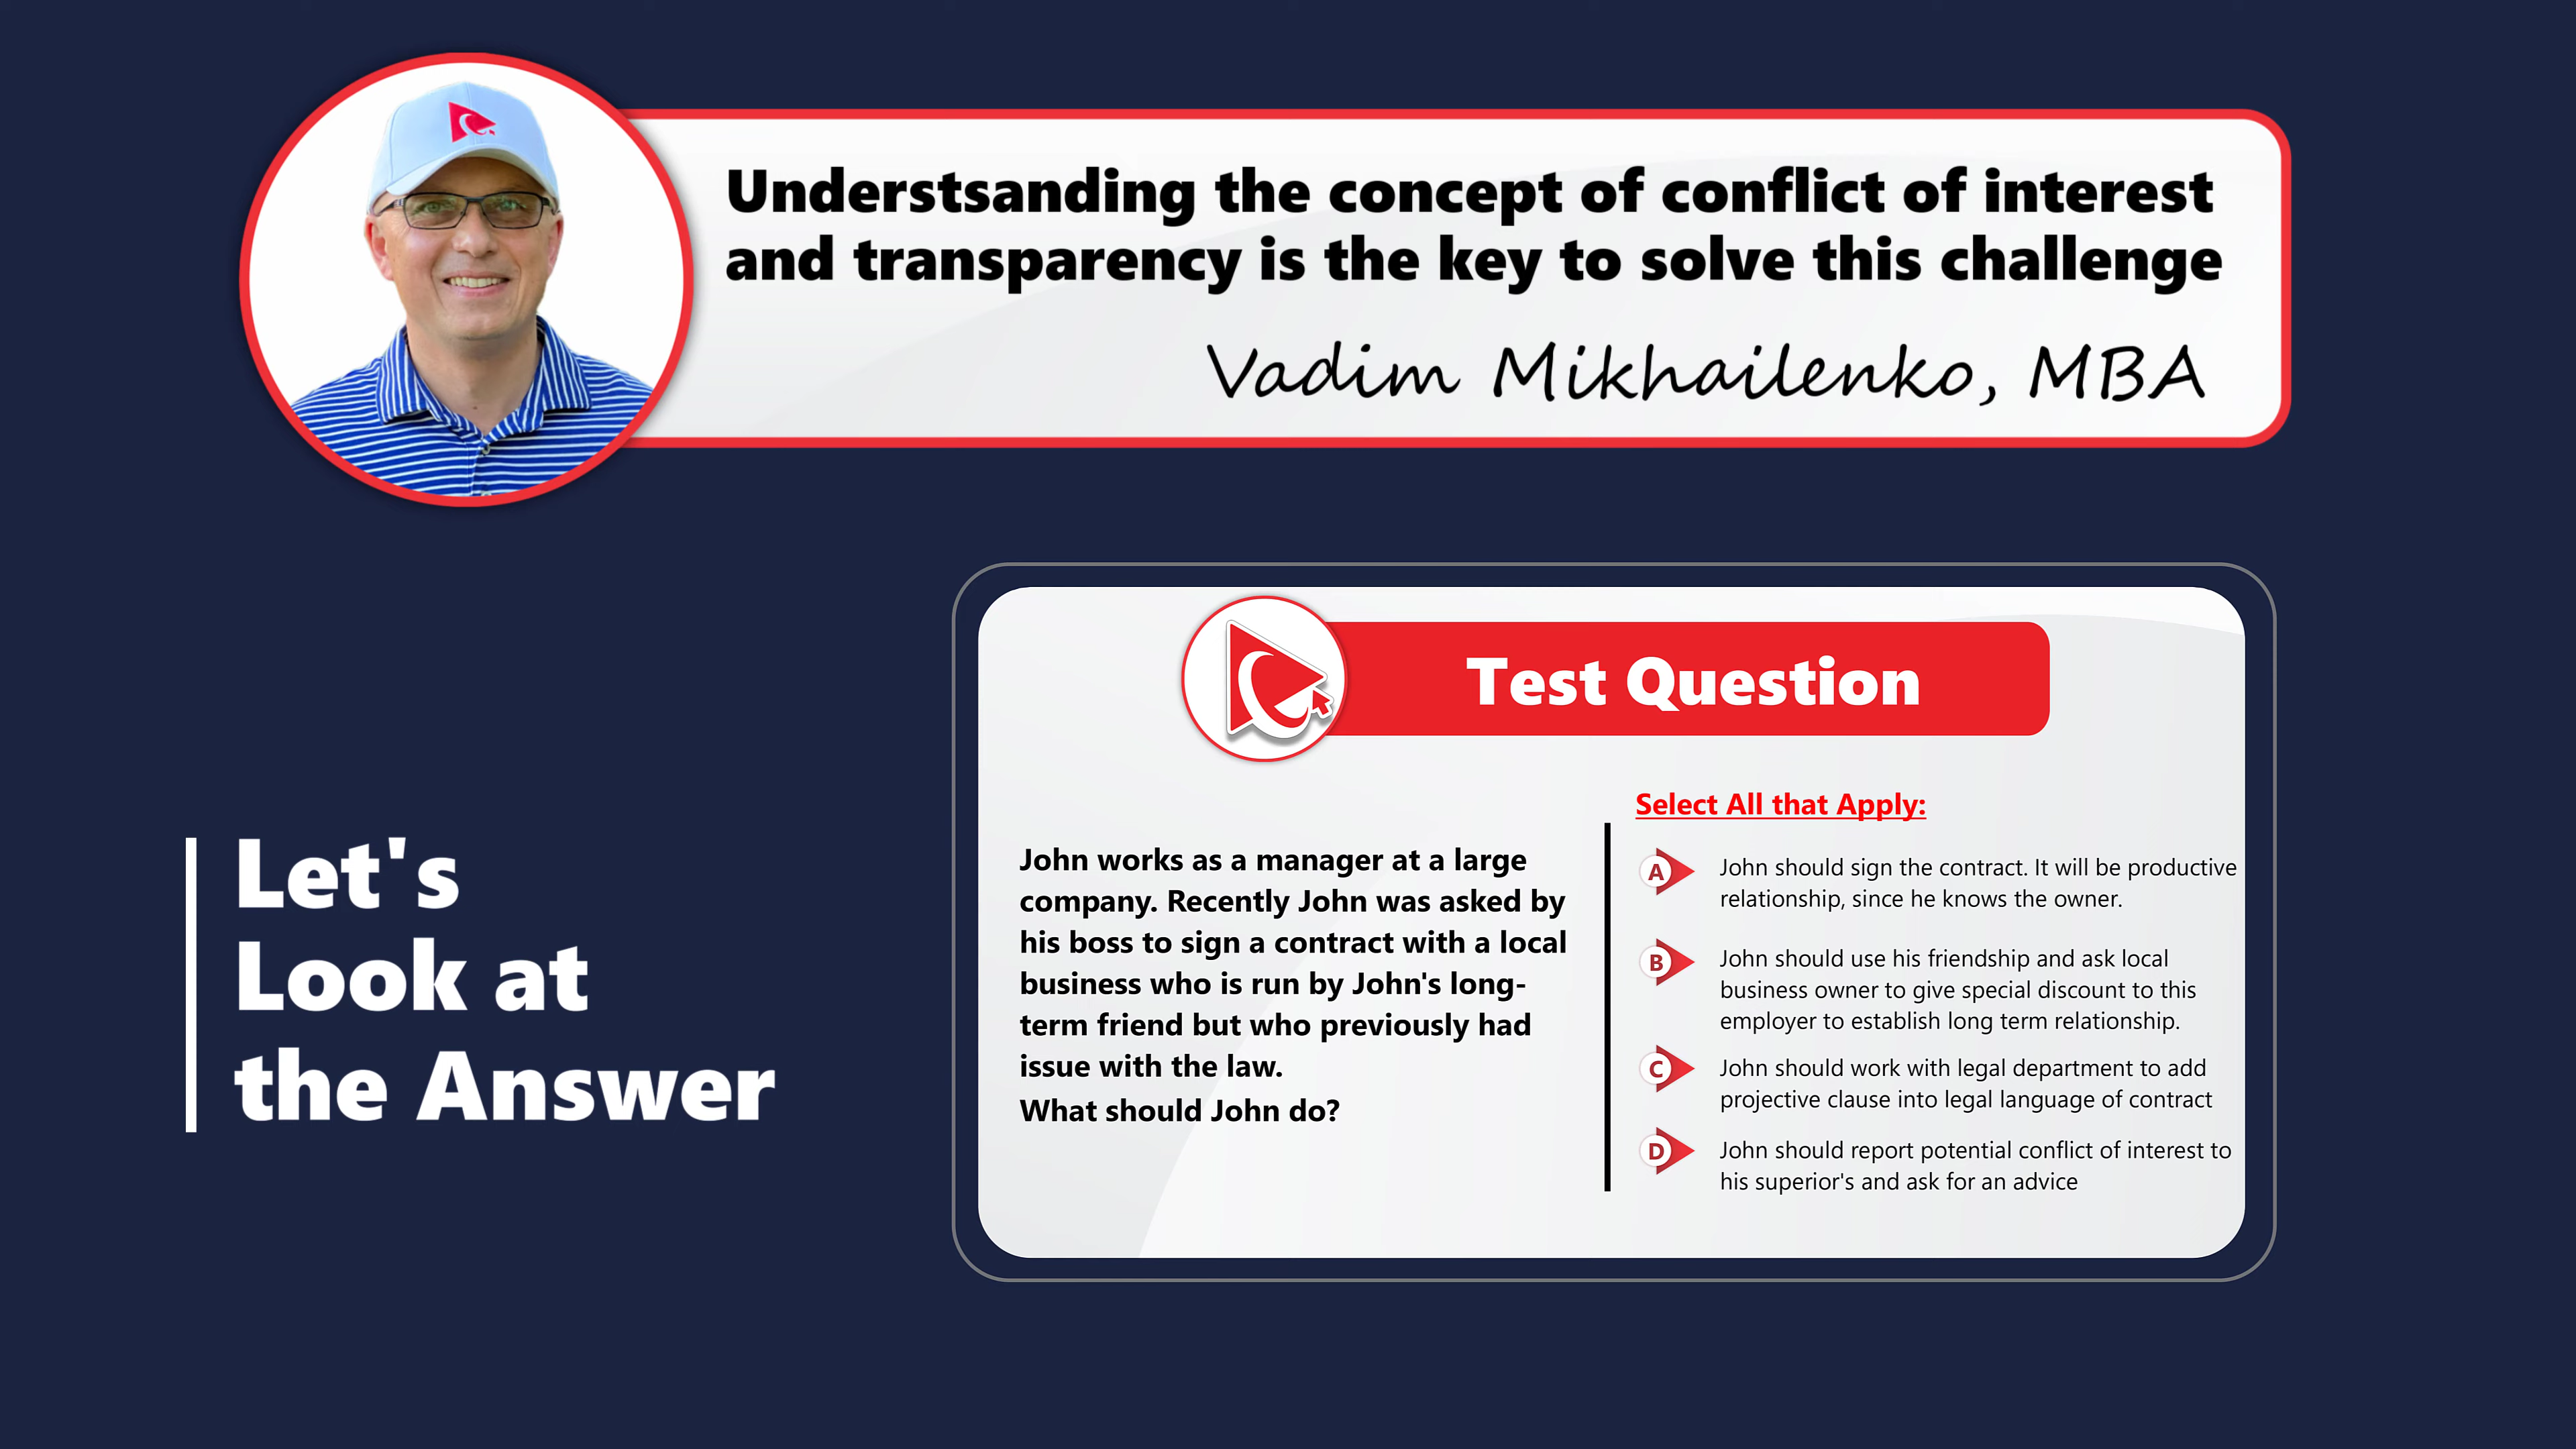 Understsanding the concept of conflict of interest
and transparency is the key to solve this challenge
Vadim Mikhailenko, MBA
Let's
Look at
the Answer
Test Question
John works as a manager at a large
company. Recently John was asked by
his boss to sign a contract with a local
business who is run by John's long-
term friend but who previously had
issue with the law.
What should John do?
Select All that Apply:
A John should sign the contract. It will be productive
relationship, since he knows the owner.
B John should use his friendship and ask local
business owner to give special discount to this
employer to establish long term relationship.
C John should work with legal department to add
projective clause into legal language of contract
D John should report potential conflict of interest to
his superior's and ask for an advice